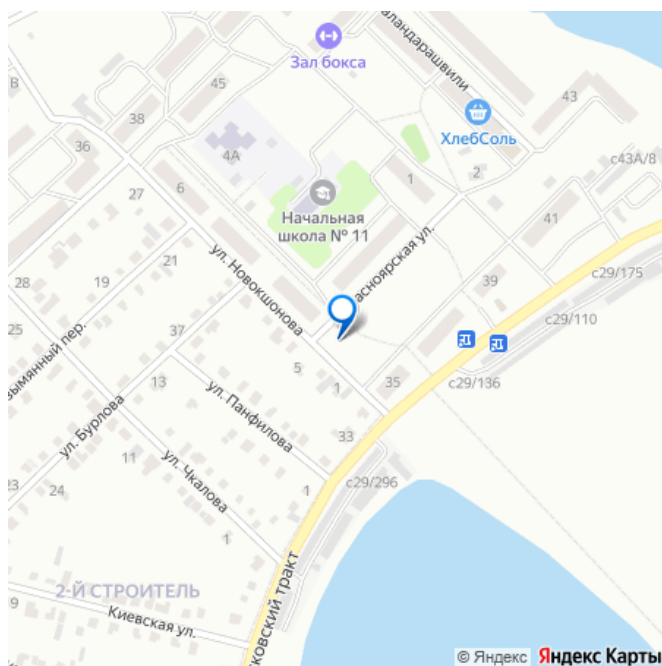 Зал бокса
аландарашвили
В
45
43
38
ХлебСоль
36
4А
с43А/8
6
1
2
27
Начальная
школа № 11
41
21
ул. Новокшонова
асноярская ул.
28
19
39
с29/175
25
37
с29/110
зымянный пер.
13
5
1
35
с29/136
ул. Панфилова
ул. Бурлова
33
11
ул. Чкалова
23
24
1
с29/296
1
2-Й СТРОИТЕЛЬ
9
Киевская ул.
ковский тракт
© Яндекс Яндекс Карты